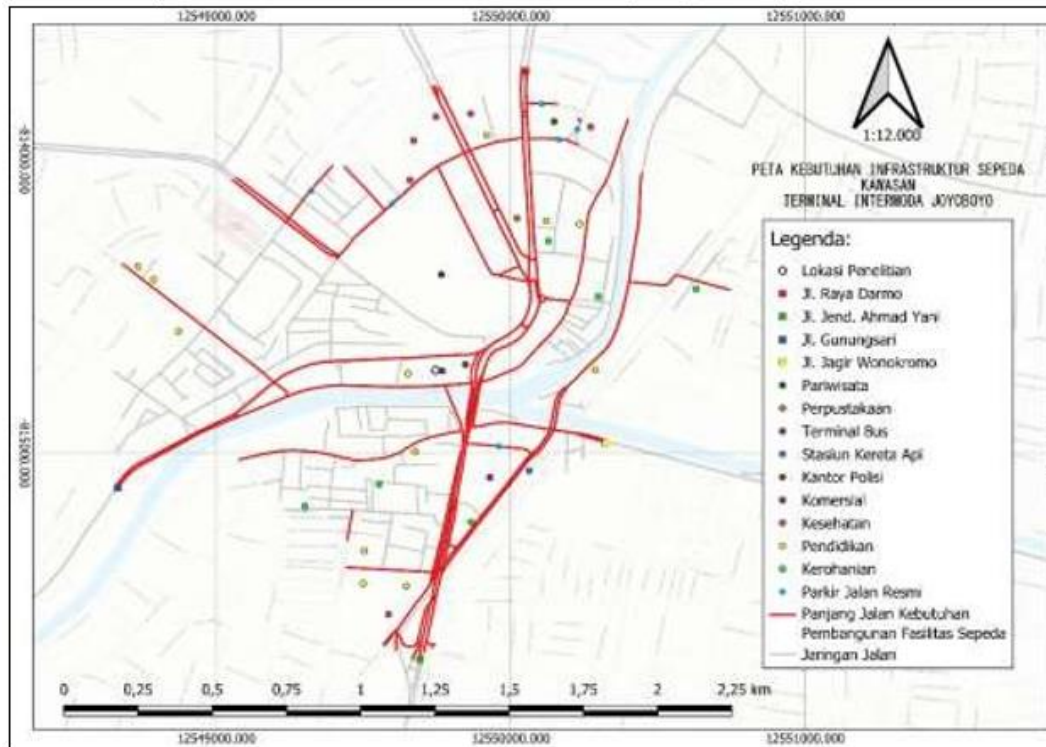 12549000.000 12550000.000 12551000.000
-814000.000
-815000.000
1:12.000
PETA KEBUTUHAN INFRASTRUKTUR SEPEDA
KAWASAN
TERMINAL INTERMODA JOYOBOYO
Legenda:
Lokasi Penelitian
Jl. Raya Darmo
Jl. Jend. Ahmad Yani
Jl. Gunungsari
Jl. Jagir Wonokromo
Pariwisata
Perpustakaan
Terminal Bus
Stasiun Kereta Api
Kantor Polisi
Komersial
Kesehatan
Pendidikan
Kerohanian
Parkir Jalan Resmi
Panjang Jalan Kebutuhan
Pembangunan Fasilitas Sepeda
Jaringan Jalan
0 0,25 0,5 0,75 1 1,25 1,5 1,75 2 2,25 km
12549000.000 12550000.000 12551000.000